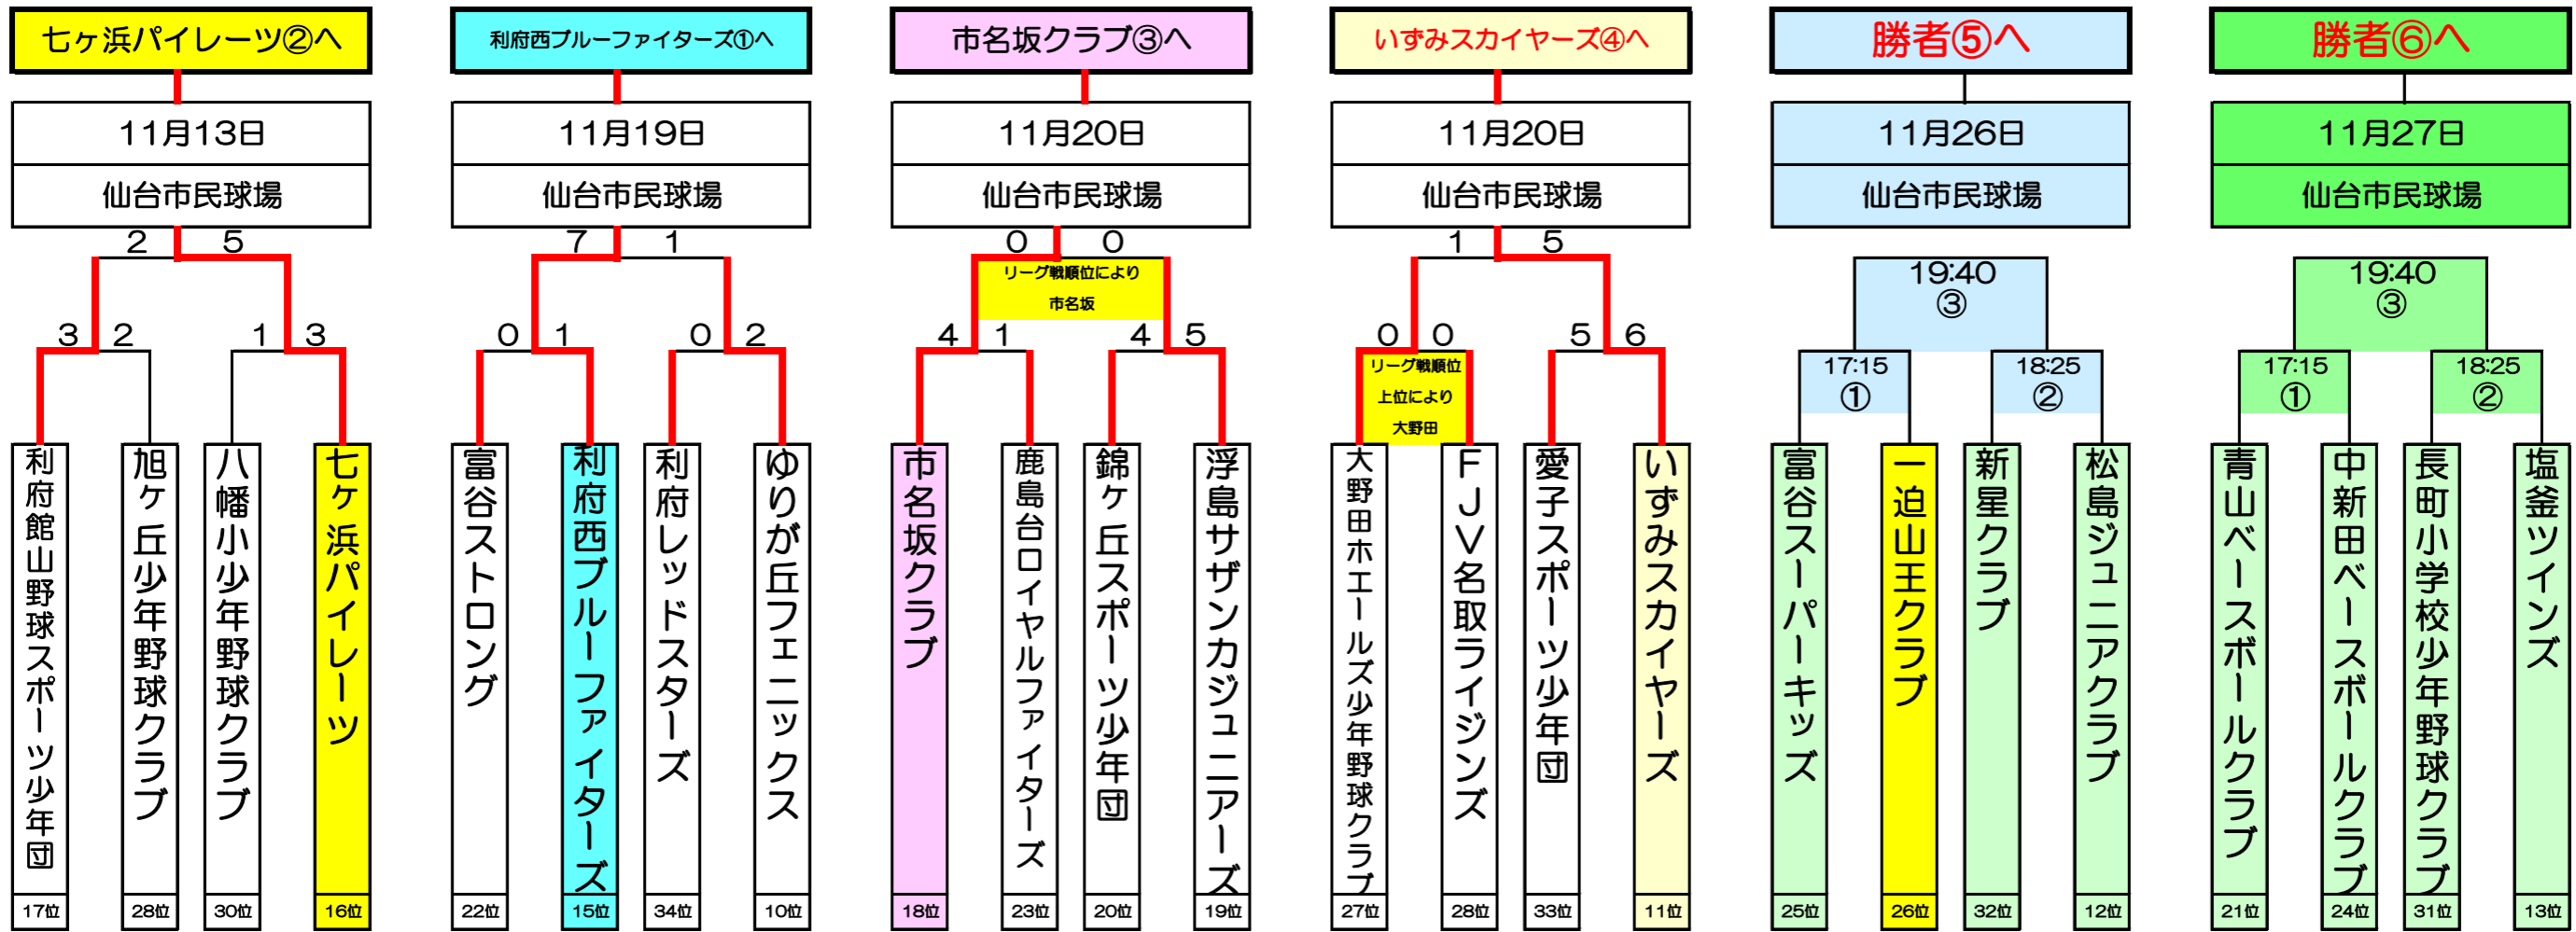 七ヶ浜パイレーツ②へ
11月13日
仙台市民球場
2 5
3 2 1 3
利府館山野球スポーツ少年団
旭ヶ丘少年野球クラブ
八幡小少年野球クラブ
七ヶ浜パイレーツ
17位 28位 30位 16位
利府西ブルーファイターズ①へ
11月19日
仙台市民球場
7 1
0 1 0 2
富谷ストロング
利府西ブルーファイターズ
利府レッドスターズ
ゆりが丘フェニックス
22位 15位 34位 10位
市名坂クラブ③へ
11月20日
仙台市民球場
0 0
リーグ戦順位により
市名坂
4 1 4 5
市名坂クラブ
鹿島台ロイヤルファイターズ
錦ヶ丘スポーツ少年団
浮島サザンカジュニアーズ
18位 23位 20位 19位
いずみスカイヤーズ④へ
11月20日
仙台市民球場
1 5
0 0 5 6
リーグ戦順位
上位により
大野田
大野田ホエールズ少年野球クラブ
FJV名取ライジンズ
愛子スポーツ少年団
いずみスカイヤーズ
27位 28位 33位 11位
勝者⑤へ
11月26日
仙台市民球場
19:40
③
17:15 18:25
① ②
富谷スーパーキッズ
一迫山王クラブ
新星クラブ
松島ジュニアクラブ
25位 26位 32位 12位
勝者⑥へ
11月27日
仙台市民球場
19:40
③
17:15 18:25
① ②
青山ベースボールクラブ
中新田ベースボールクラブ
長町小学校少年野球クラブ
塩釜ツインズ
21位 24位 31位 13位